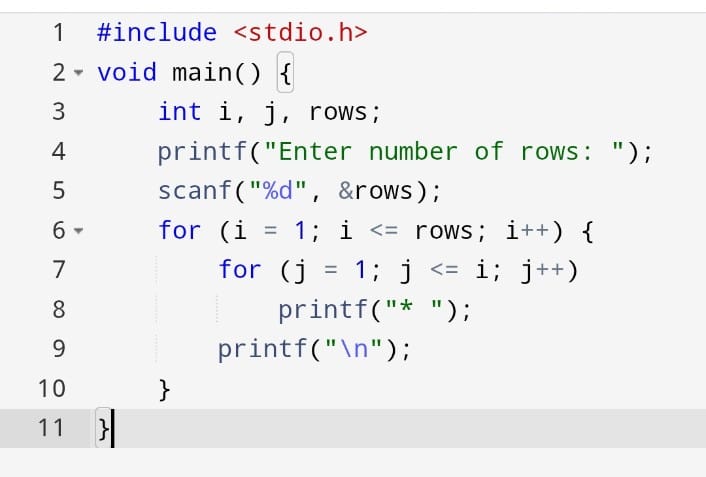 1 #include <stdio.h>
2 void main() {
3 int i, j, rows;
4 printf("Enter number of rows: ");
5 scanf("%d", &rows);
6 for (i = 1; i <= rows; i++) {
7 for (j = 1; j <= i; j++)
8 printf("* ");
9 printf("\n");
10 }
11 }